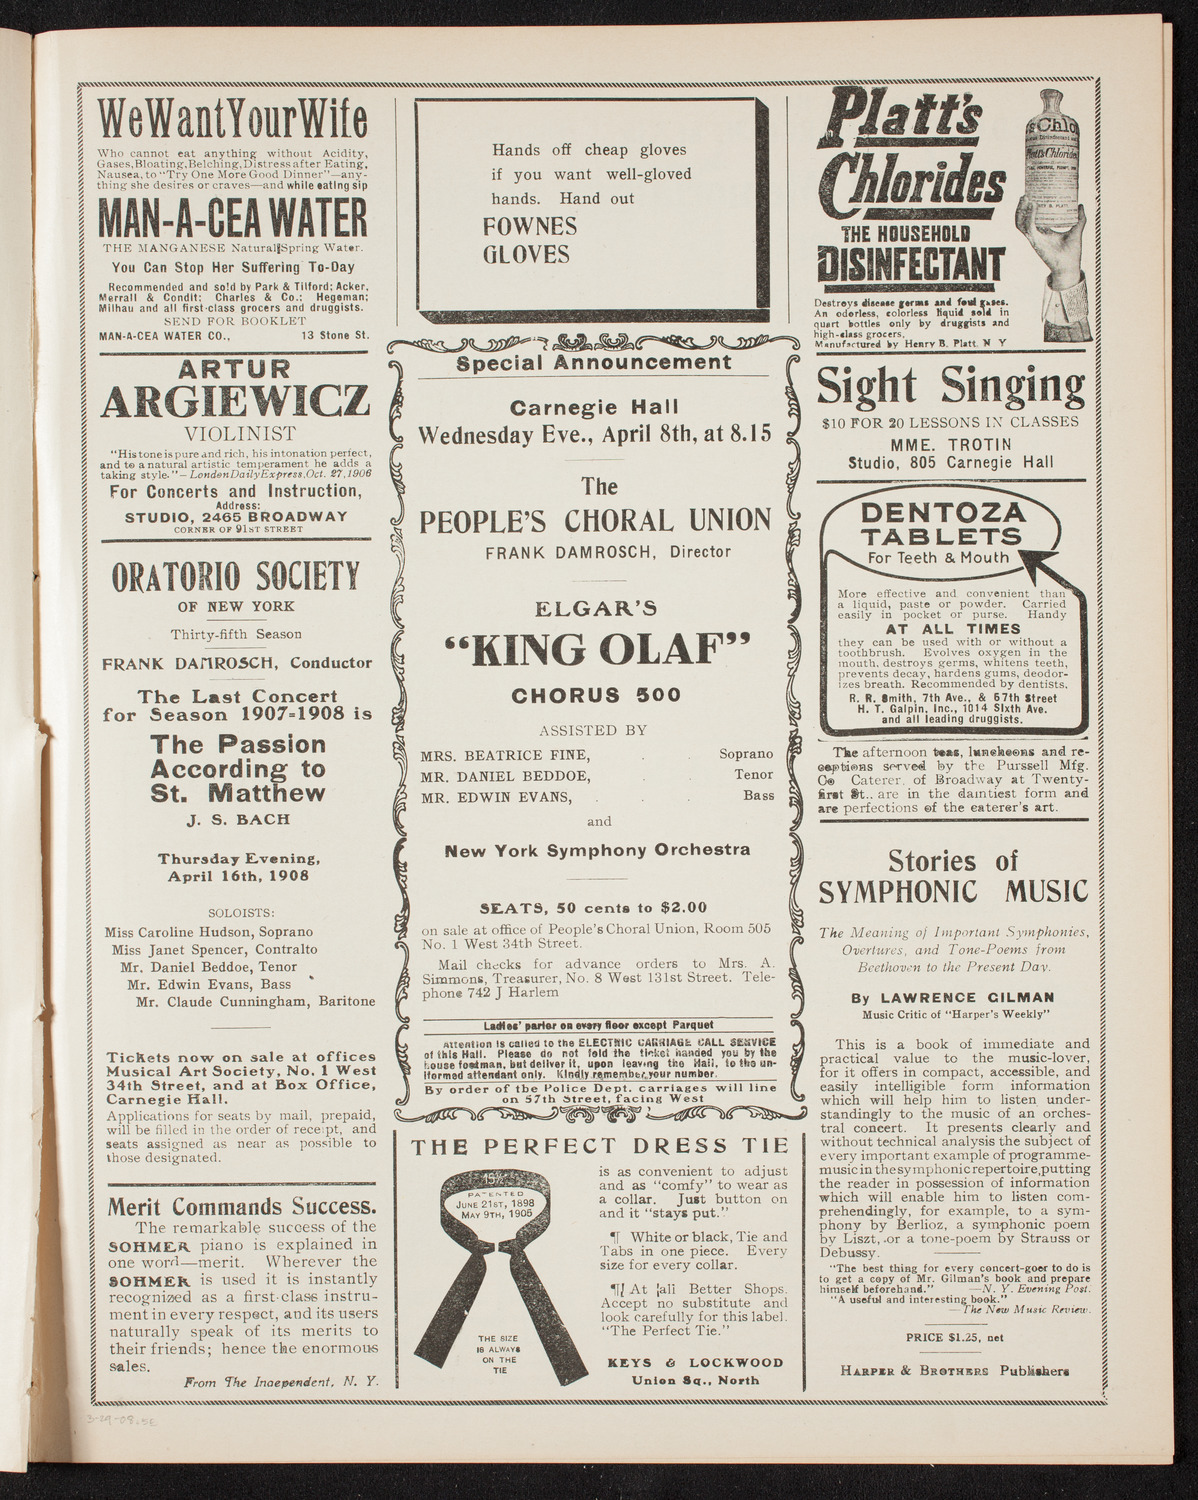 We Want Your Wife
Who cannot eat anything without Acidity,
Gases, Bloating, Belching, Distress after Eating,
Nausea, to "Try One More Good Dinner"—any-
thing she desires or craves—and while eating sip
MAN-A-CEA WATER
THE MANGANESE Natural Spring Water.
You Can Stop Her Suffering To-Day
Recommended and sold by Park & Tilford; Acker,
Merrall & Condit; Charles & Co.; Hegeman;
Milhau and all first-class grocers and druggists.
SEND FOR BOOKLET
MAN-A-CEA WATER CO., 13 Stone St.
ARTUR
ARGIEWICZ
VIOLINIST
"His tone is pure and rich, his intonation perfect,
and to a natural artistic temperament he adds a
taking style."—London Daily Express, Oct. 27, 1906
For Concerts and Instruction,
Address:
STUDIO, 2465 BROADWAY
CORNER OF 91ST STREET
ORATORIO SOCIETY
OF NEW YORK
Thirty-fifth Season
FRANK DAMROSCH, Conductor
The Last Concert
for Season 1907=1908 is
The Passion
According to
St. Matthew
J. S. BACH
Thursday Evening,
April 16th, 1908
SOLOISTS:
Miss Caroline Hudson, Soprano
Miss Janet Spencer, Contralto
Mr. Daniel Beddoe, Tenor
Mr. Edwin Evans, Bass
Mr. Claude Cunningham, Baritone
Tickets now on sale at offices
Musical Art Society, No. 1 West
34th Street, and at Box Office,
Carnegie Hall.
Applications for seats by mail, prepaid,
will be filled in the order of receipt, and
seats assigned as near as possible to
those designated.
Merit Commands Success.
The remarkable success of the
SOHMER piano is explained in
one word—merit. Wherever the
SOHMER is used it is instantly
recognized as a first-class instru-
ment in every respect, and its users
naturally speak of its merits to
their friends; hence the enormous
sales.
From The Independent, N. Y.
Hands off cheap gloves
if you want well-gloved
hands. Hand out
FOWNES
GLOVES
Special Announcement
Carnegie Hall
Wednesday Eve., April 8th, at 8.15
The
PEOPLE'S CHORAL UNION
FRANK DAMROSCH, Director
ELGAR'S
"KING OLAF"
CHORUS 500
ASSISTED BY
MRS. BEATRICE FINE, . . Soprano
MR. DANIEL BEDDOE, . . Tenor
MR. EDWIN EVANS, . . . Bass
and
New York Symphony Orchestra
SEATS, 50 cents to $2.00
on sale at office of People's Choral Union, Room 505
No. 1 West 34th Street.
Mail checks for advance orders to Mrs. A.
Simmons, Treasurer, No. 8 West 131st Street. Tele-
phone 742 J Harlem
Ladies' parlor on every floor except Parquet
Attention is called to the ELECTRIC CARRIAGE CALL SERVICE
of this Hall. Please do not fold the ticket handed you by the
house footman, but deliver it, upon leaving the Hall, to the un-
iformed attendant only. Kindly remember your number.
By order of the Police Dept. carriages will line
on 57th Street, facing West
THE PERFECT DRESS TIE
15½
PATENTED
JUNE 21ST, 1898
MAY 9TH, 1905
THE SIZE
IS ALWAYS
ON THE
TIE
is as convenient to adjust
and as "comfy" to wear as
a collar. Just button on
and it "stays put."
¶ White or black, Tie and
Tabs in one piece. Every
size for every collar.
¶ At all Better Shops.
Accept no substitute and
look carefully for this label.
"The Perfect Tie."
KEYS & LOCKWOOD
Union Sq., North
Platt's
Chlorides
THE HOUSEHOLD
DISINFECTANT
Destroys disease germs and foul gases.
An odorless, colorless liquid sold in
quart bottles only by druggists and
high-class grocers.
Manufactured by Henry B. Platt, N Y
Platt's Chlorides
Sight Singing
$10 FOR 20 LESSONS IN CLASSES
MME. TROTIN
Studio, 805 Carnegie Hall
DENTOZA
TABLETS
For Teeth & Mouth
More effective and convenient than
a liquid, paste or powder. Carried
easily in pocket or purse. Handy
AT ALL TIMES
they can be used with or without a
toothbrush. Evolves oxygen in the
mouth, destroys germs, whitens teeth,
prevents decay, hardens gums, deodor-
izes breath. Recommended by dentists.
R. R. Smith, 7th Ave., & 57th Street
H. T. Galpin, Inc., 1014 Sixth Ave.
and all leading druggists.
The afternoon teas, luncheons and re-
ceptions served by the Purssell Mfg.
Co Caterer, of Broadway at Twenty-
first St., are in the daintiest form and
are perfections of the caterer's art.
Stories of
SYMPHONIC MUSIC
The Meaning of Important Symphonies,
Overtures, and Tone-Poems from
Beethoven to the Present Day.
By LAWRENCE GILMAN
Music Critic of "Harper's Weekly"
This is a book of immediate and
practical value to the music-lover,
for it offers in compact, accessible, and
easily intelligible form information
which will help him to listen under-
standingly to the music of an orches-
tral concert. It presents clearly and
without technical analysis the subject of
every important example of programme-
music in the symphonic repertoire, putting
the reader in possession of information
which will enable him to listen com-
prehendingly, for example, to a sym-
phony by Berlioz, a symphonic poem
by Liszt, or a tone-poem by Strauss or
Debussy.
"The best thing for every concert-goer to do is
to get a copy of Mr. Gilman's book and prepare
himself beforehand." —N. Y. Evening Post.
"A useful and interesting book."
—The New Music Review.
PRICE $1.25, net
HARPER & BROTHERS Publishers
3-29-08.5E